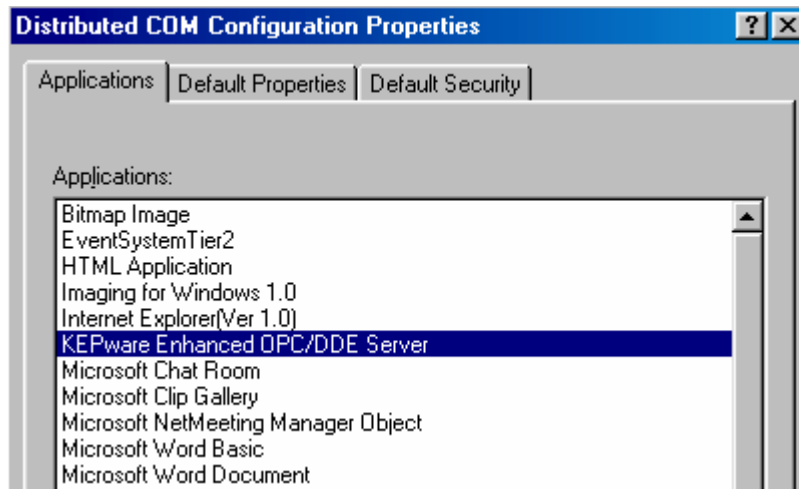 Distributed COM Configuration Properties
Applications Default Properties Default Security
Applications:
Bitmap Image
EventSystemTier2
HTML Application
Imaging for Windows 1.0
Internet Explorer(Ver 1.0)
KEPware Enhanced OPC/DDE Server
Microsoft Chat Room
Microsoft Clip Gallery
Microsoft NetMeeting Manager Object
Microsoft Word Basic
Microsoft Word Document